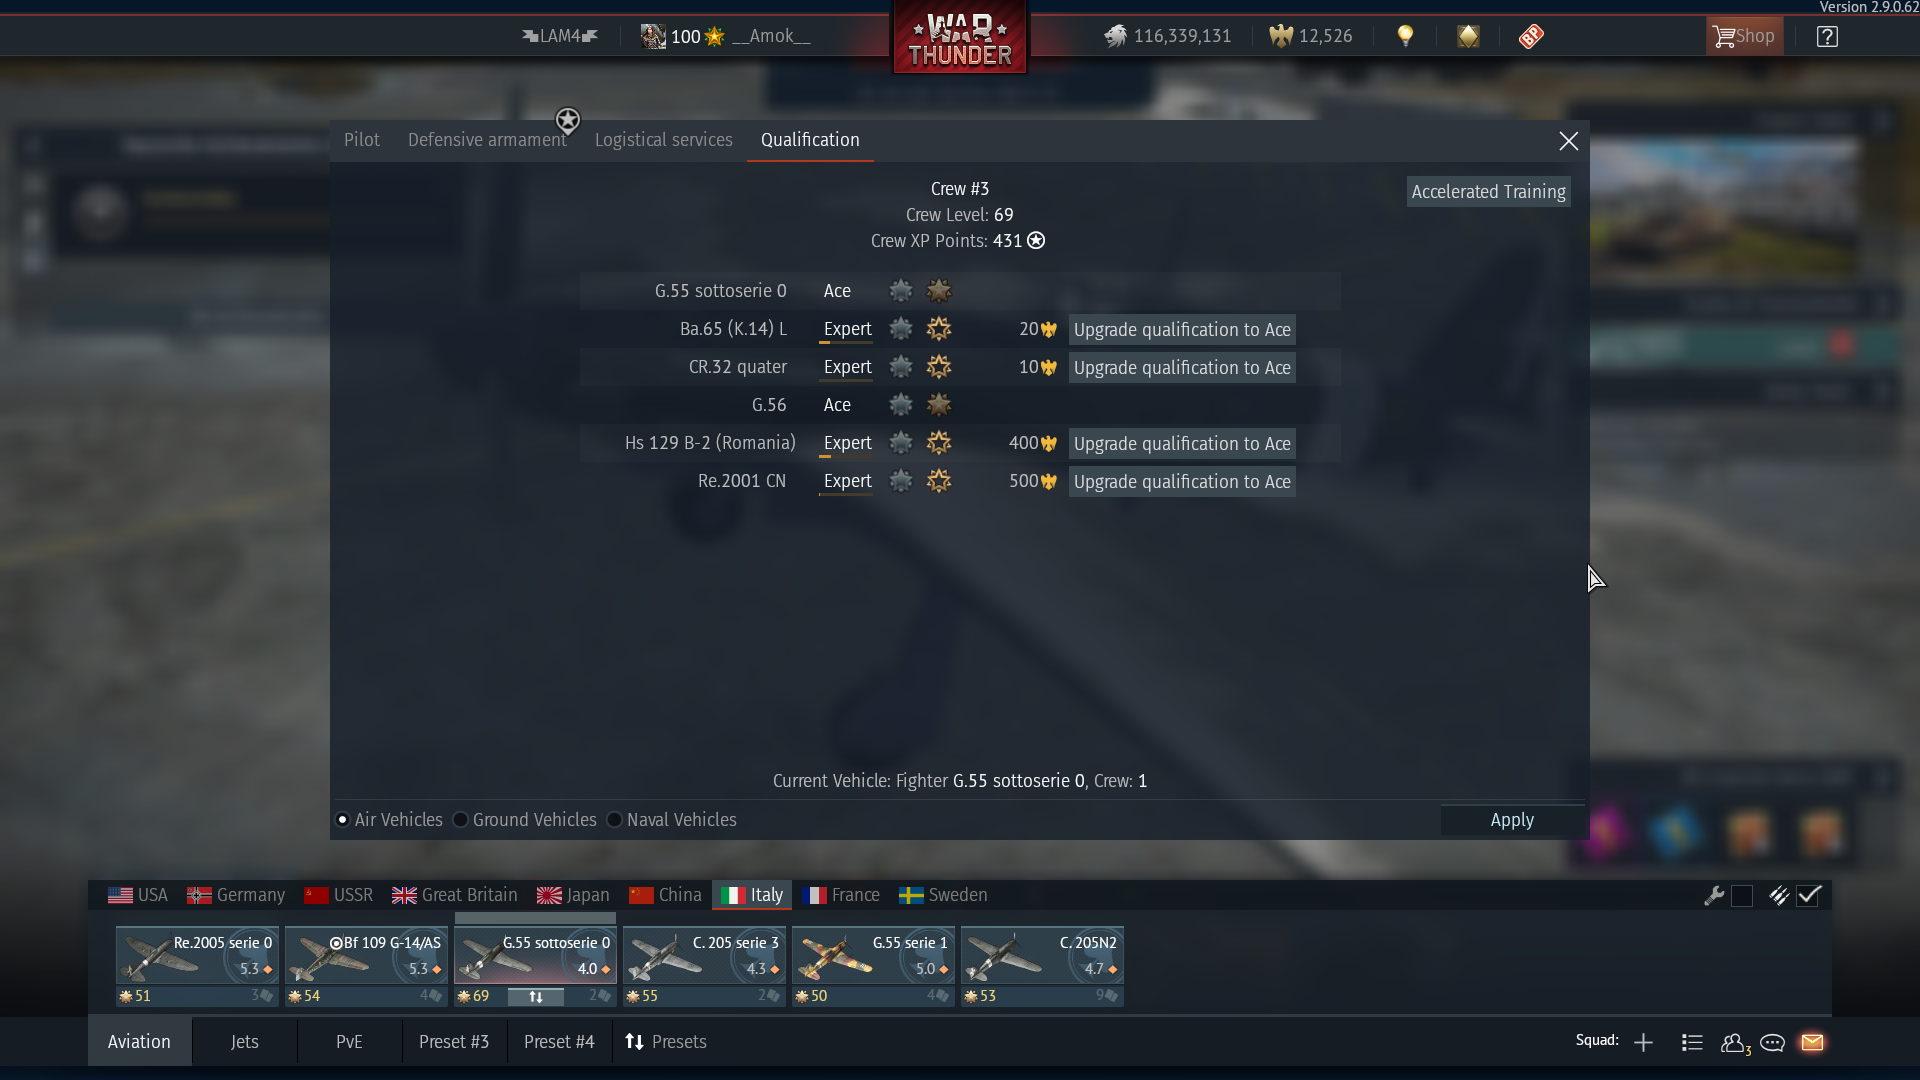 Version 2.9.0.62
LAM4
100 __Amok__
WAR THUNDER
116,339,131
12,526
BP
Shop
?
Pilot
Defensive armament
Logistical services
Qualification
Crew #3
Crew Level: 69
Crew XP Points: 431
Accelerated Training
G.55 sottoserie 0 Ace
Ba.65 (K.14) L Expert 20 Upgrade qualification to Ace
CR.32 quater Expert 10 Upgrade qualification to Ace
G.56 Ace
Hs 129 B-2 (Romania) Expert 400 Upgrade qualification to Ace
Re.2001 CN Expert 500 Upgrade qualification to Ace
Current Vehicle: Fighter G.55 sottoserie 0, Crew: 1
Air Vehicles Ground Vehicles Naval Vehicles
Apply
USA Germany USSR Great Britain Japan China Italy France Sweden
Re.2005 serie 0
5.3
51 3
Bf 109 G-14/AS
5.3
54 4
G.55 sottoserie 0
4.0
69 2
C. 205 serie 3
4.3
55 2
G.55 serie 1
5.0
50 4
C. 205N2
4.7
53 9
Aviation Jets PvE Preset #3 Preset #4 Presets
Squad:
3